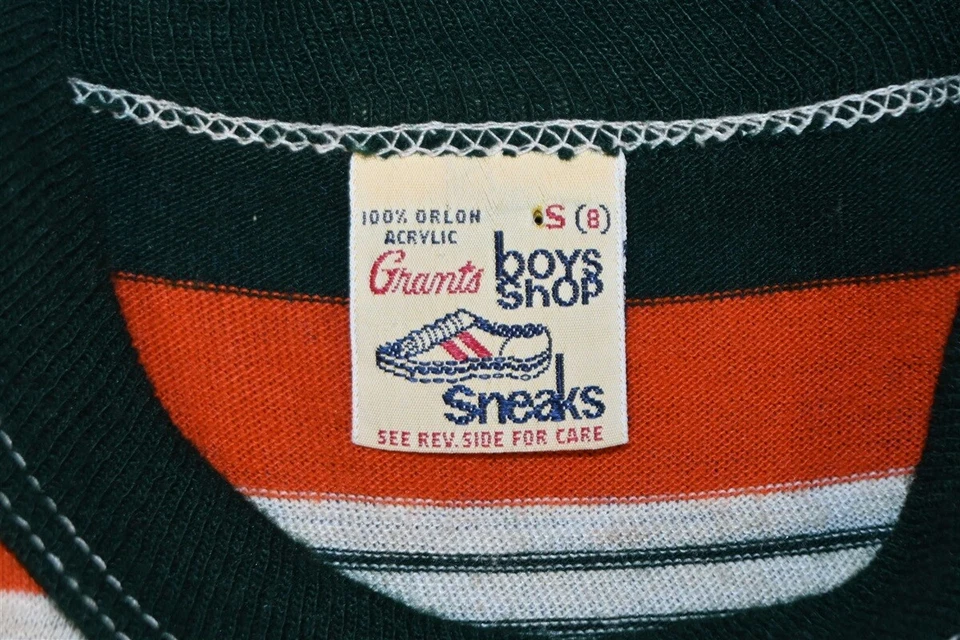 100% ORLON
ACRYLIC
S (8)
Grants
boys
shop
Sneaks
SEE REV. SIDE FOR CARE